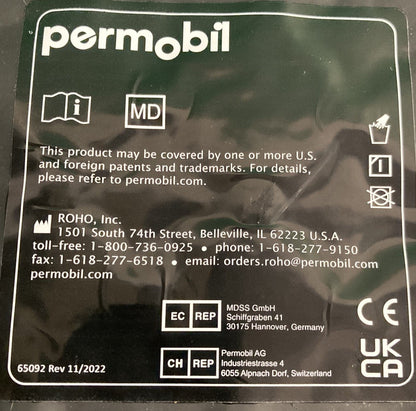 permobil
i
MD
This product may be covered by one or more U.S.
and foreign patents and trademarks. For details,
please refer to permobil.com.
ROHO, Inc.
1501 South 74th Street, Belleville, IL 62223 U.S.A.
toll-free: 1-800-736-0925 • phone: 1-618-277-9150
fax: 1-618-277-6518 • email: orders.roho@permobil.com
permobil.com
EC REP
MDSS GmbH
Schiffgraben 41
30175 Hannover, Germany
CE
CH REP
Permobil AG
Industriestrasse 4
6055 Alpnach Dorf, Switzerland
UK
CA
65092 Rev 11/2022